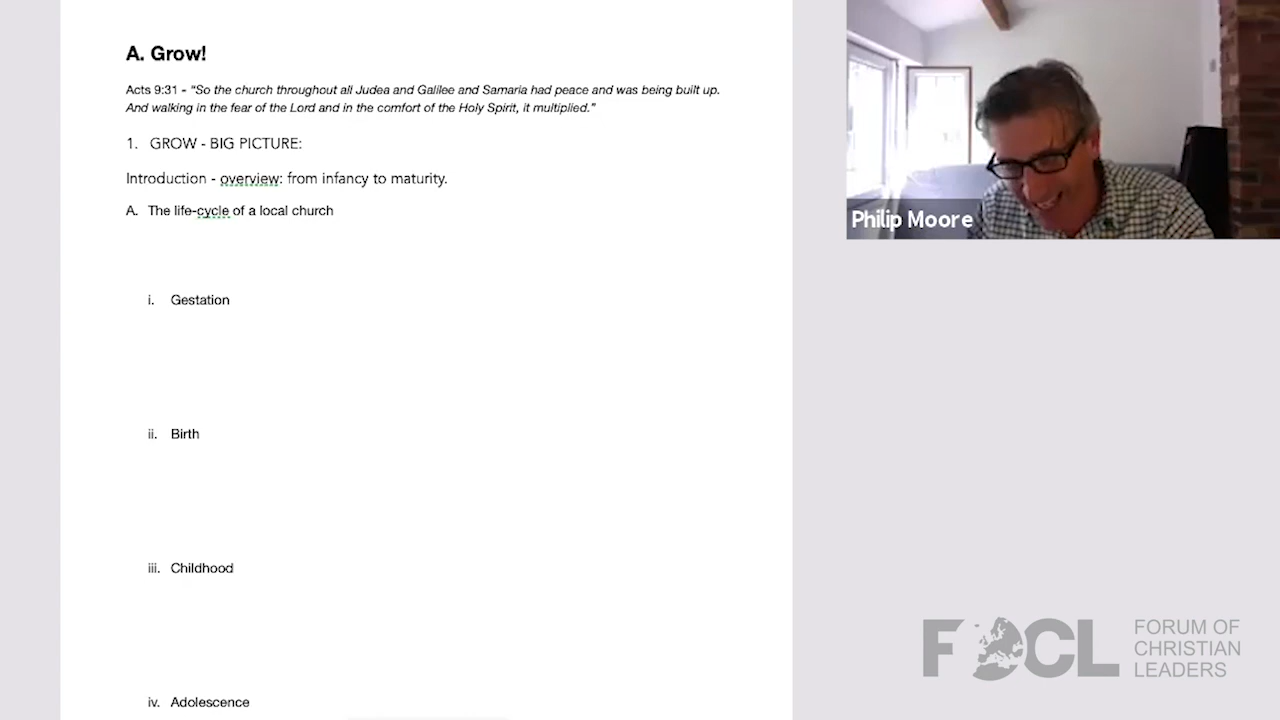 A. Grow!
Acts 9:31 - “So the church throughout all Judea and Galilee and Samaria had peace and was being built up.
And walking in the fear of the Lord and in the comfort of the Holy Spirit, it multiplied.”
1. GROW - BIG PICTURE:
Introduction - overview: from infancy to maturity.
A. The life-cycle of a local church
i. Gestation
ii. Birth
iii. Childhood
iv. Adolescence
Philip Moore
FOCL
FORUM OF
CHRISTIAN
LEADERS